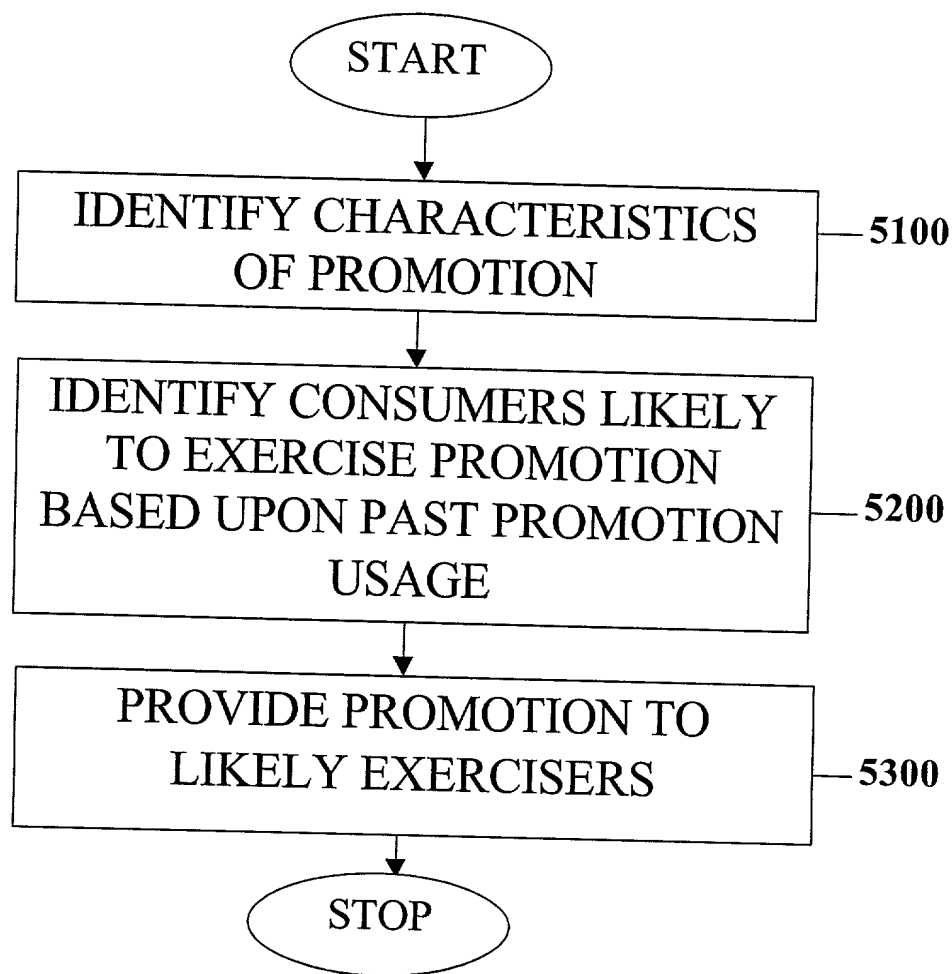 START
IDENTIFY CHARACTERISTICS
OF PROMOTION
5100
IDENTIFY CONSUMERS LIKELY
TO EXERCISE PROMOTION
BASED UPON PAST PROMOTION
USAGE
5200
PROVIDE PROMOTION TO
LIKELY EXERCISERS
5300
STOP